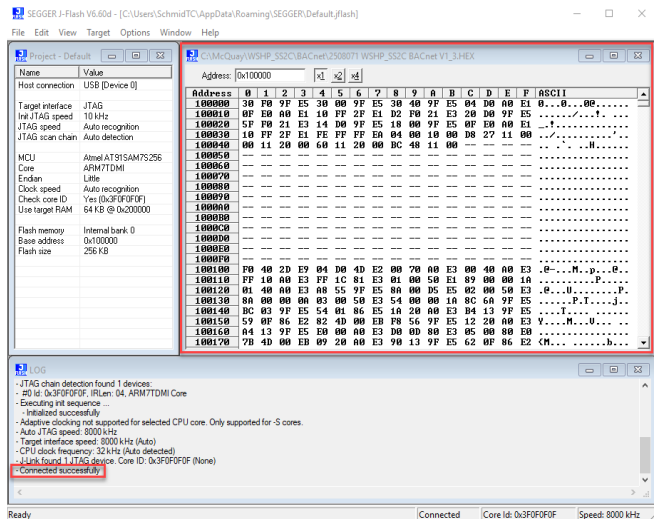 SEGGER J-Flash V6.60d - [C:\Users\SchmidTC\AppData\Roaming\SEGGER\Default.jflash]
File Edit View Target Options Window Help
Project - Default
Name Value
Host connection USB [Device 0]
Target interface JTAG
Init JTAG speed 10 kHz
JTAG speed Auto recognition
JTAG scan chain Auto detection
MCU Atmel AT91SAM7S256
Core ARM7TDMI
Endian Little
Clock speed Auto recognition
Check core ID Yes (0x3F0F0F0F)
Use target RAM 64 KB @ 0x200000
Flash memory Internal bank 0
Base address 0x100000
Flash size 256 KB
C:\McQuay\WSHP_SS2C\BACnet\2508071 WSHP_SS2C BACnet V1_3.HEX
Address: 0x100000 x1 x2 x4
Address 0 1 2 3 4 5 6 7 8 9 A B C D E F ASCII
100000 30 F0 9F E5 30 00 9F E5 30 40 9F E5 04 D0 A0 E1 0...0...0@......
100010 0F E0 A0 E1 10 FF 2F E1 D2 F0 21 E3 20 D0 9F E5 ....../...!. ...
100020 5F F0 21 E3 14 D0 9F E5 18 00 9F E5 0F E0 A0 E1 _.!.............
100030 10 FF 2F E1 FE FF FF EA 04 00 10 00 D8 27 11 00 ../..........'..
100040 00 11 20 00 60 11 20 00 BC 48 11 00 -- -- -- -- .. .`. ..H......
100050 -- -- -- -- -- -- -- -- -- -- -- -- -- -- -- -- ................
100060 -- -- -- -- -- -- -- -- -- -- -- -- -- -- -- -- ................
100070 -- -- -- -- -- -- -- -- -- -- -- -- -- -- -- -- ................
100080 -- -- -- -- -- -- -- -- -- -- -- -- -- -- -- -- ................
100090 -- -- -- -- -- -- -- -- -- -- -- -- -- -- -- -- ................
1000A0 -- -- -- -- -- -- -- -- -- -- -- -- -- -- -- -- ................
1000B0 -- -- -- -- -- -- -- -- -- -- -- -- -- -- -- -- ................
1000C0 -- -- -- -- -- -- -- -- -- -- -- -- -- -- -- -- ................
1000D0 -- -- -- -- -- -- -- -- -- -- -- -- -- -- -- -- ................
1000E0 -- -- -- -- -- -- -- -- -- -- -- -- -- -- -- -- ................
1000F0 -- -- -- -- -- -- -- -- -- -- -- -- -- -- -- -- ................
100100 F0 40 2D E9 04 D0 4D E2 00 70 A0 E3 00 40 A0 E3 .@-...M..p...@..
100110 FF 10 A0 E3 FF 1C 81 E3 01 00 50 E1 89 00 00 1A ..........P.....
100120 01 40 A0 E3 A8 55 9F E5 8A 00 D5 E5 02 00 50 E3 .@...U........P.
100130 8A 00 00 0A 03 00 50 E3 54 00 00 1A 8C 6A 9F E5 ......P.T....j..
100140 BC 03 9F E5 54 01 86 E5 1A 20 A0 E3 B4 13 9F E5 ....T.... ......
100150 59 0F 86 E2 82 4D 00 EB F8 56 9F E5 12 20 A0 E3 Y....M...V... ..
100160 A4 13 9F E5 E0 00 A0 E3 D0 0D 80 E3 05 00 80 E0 ................
100170 7B 4D 00 EB 09 20 A0 E3 90 13 9F E5 62 0F 86 E2 {M... ......b...
LOG
- JTAG chain detection found 1 devices:
- #0 Id: 0x3F0F0F0F, IRLen: 04, ARM7TDMI Core
- Executing init sequence ...
- Initialized successfully
- Adaptive clocking not supported for selected CPU core. Only supported for -S cores.
- Auto JTAG speed: 8000 kHz
- Target interface speed: 8000 kHz (Auto)
- CPU clock frequency: 32 kHz (Auto detected)
- J-Link found 1 JTAG device. Core ID: 0x3F0F0F0F (None)
- Connected successfully
Ready Connected Core Id: 0x3F0F0F0F Speed: 8000 kHz